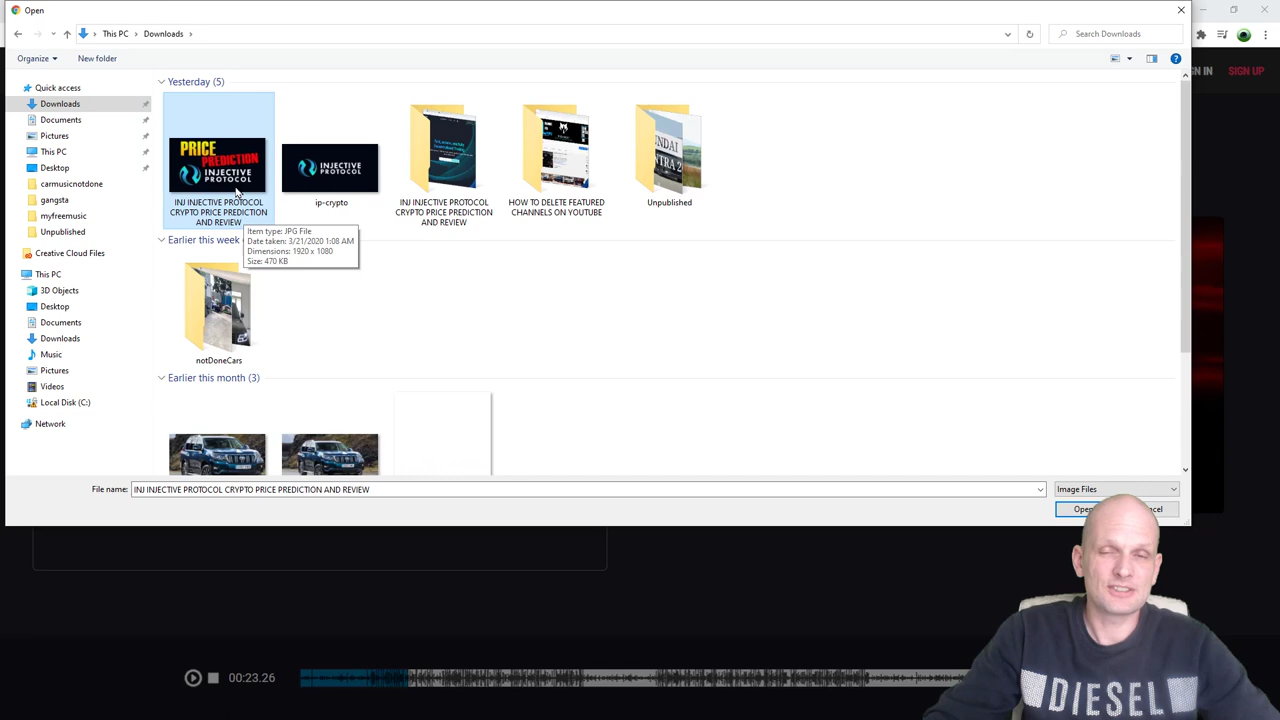 Open
This PC
Downloads
Search Downloads
Organize
New folder
SIGN UP
Quick access
Downloads
Documents
Pictures
This PC
Desktop
carmusicnotdone
gangsta
myfreemusic
Unpublished
Creative Cloud Files
This PC
3D Objects
Desktop
Documents
Downloads
Music
Pictures
Videos
Local Disk (C:)
Network
Yesterday (5)
PRICE
PREDICTION
INJECTIVE
PROTOCOL
INJ INJECTIVE PROTOCOL
CRYPTO PRICE PREDICTION
AND REVIEW
INJECTIVE
PROTOCOL
ip-crypto
INJ INJECTIVE PROTOCOL
CRYPTO PRICE PREDICTION
AND REVIEW
HOW TO DELETE FEATURED
CHANNELS ON YOUTUBE
Unpublished
Item type: JPG File
Date taken: 3/21/2020 1:08 AM
Dimensions: 1920 x 1080
Size: 470 KB
Earlier this week
notDoneCars
Earlier this month (3)
File name:
INJ INJECTIVE PROTOCOL CRYPTO PRICE PREDICTION AND REVIEW
Image Files
Open
00:23.26
DIESEL